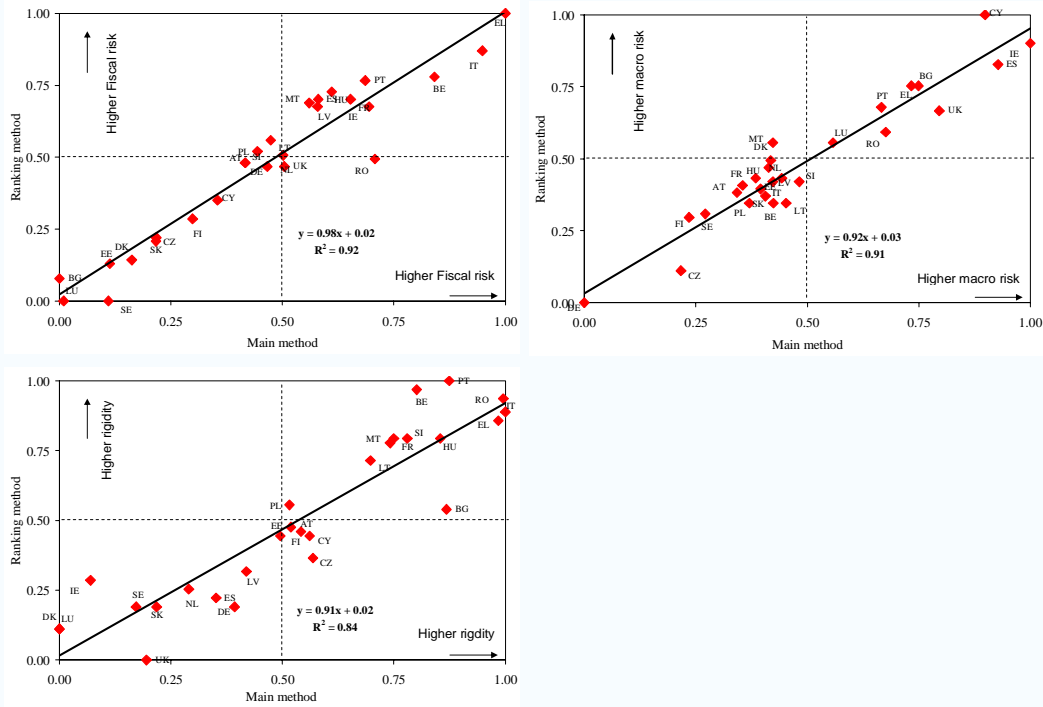 1.00
0.75
0.50
0.25
0.00
Ranking method
Higher Fiscal risk
EL
IT
PT
BE
MT
ES
HU
FR
LV
IE
PL
LT
AT
SI
DE
NL
UK
RO
CY
FI
DK
CZ
SK
EE
BG
LU
SE
y = 0.98x + 0.02
R² = 0.92
Higher Fiscal risk
0.00 0.25 0.50 0.75 1.00
Main method
1.00
0.75
0.50
0.25
0.00
Ranking method
Higher macro risk
CY
IE
ES
BG
EL
PT
UK
LU
RO
MT
DK
NL
HU
FR
LV
SI
AT
EE
IT
SK
PL
BE
LT
FI
SE
CZ
DE
y = 0.92x + 0.03
R² = 0.91
Higher macro risk
0.00 0.25 0.50 0.75 1.00
Main method
1.00
0.75
0.50
0.25
0.00
Ranking method
Higher rigidity
PT
BE
RO
IT
EL
MT
SI
FR
HU
LT
PL
BG
EE
AT
FI
CY
CZ
LV
IE
SE
SK
NL
ES
DE
DK LU
UK
y = 0.91x + 0.02
R² = 0.84
Higher rigdity
0.00 0.25 0.50 0.75 1.00
Main method